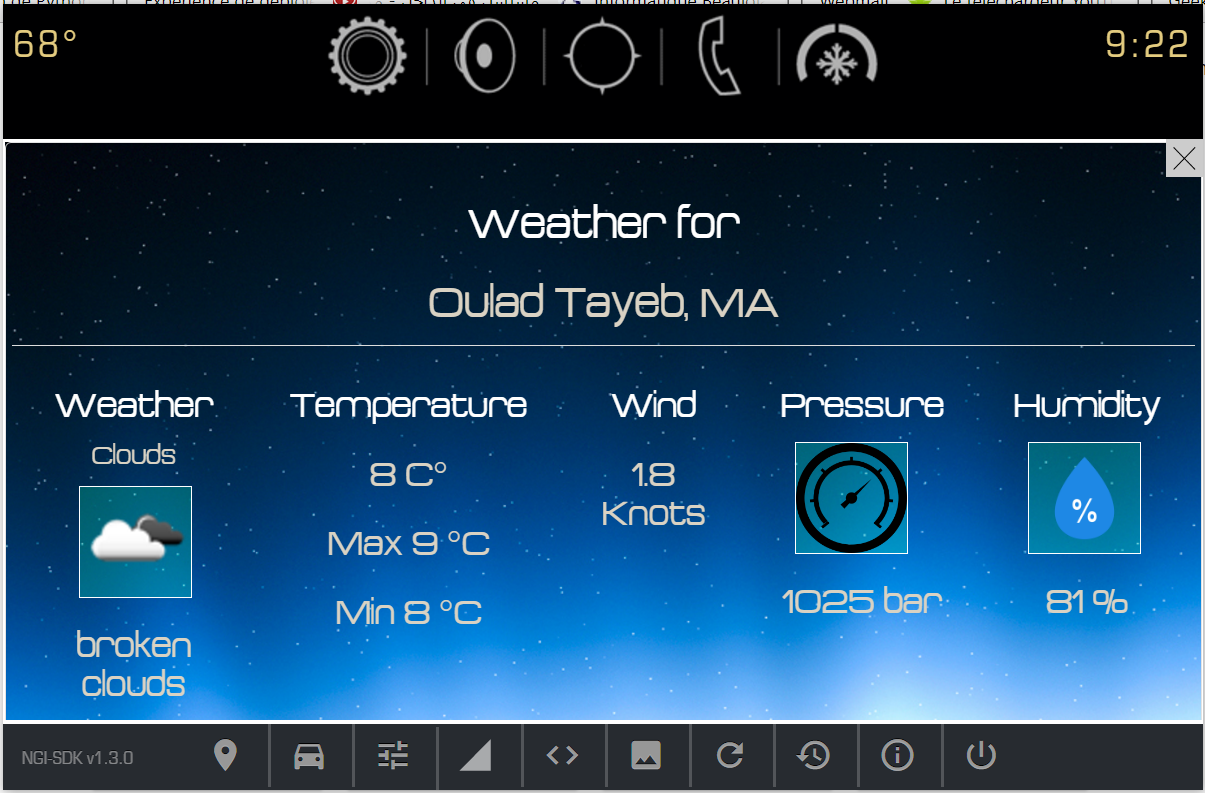 68°
9:22
Weather for
Oulad Tayeb, MA
Weather
Temperature
Wind
Pressure
Humidity
Clouds
8 C°
1.8
Knots
%
Max 9 °C
Min 8 °C
1025 bar
81 %
broken
clouds
NGI-SDK v1.3.0